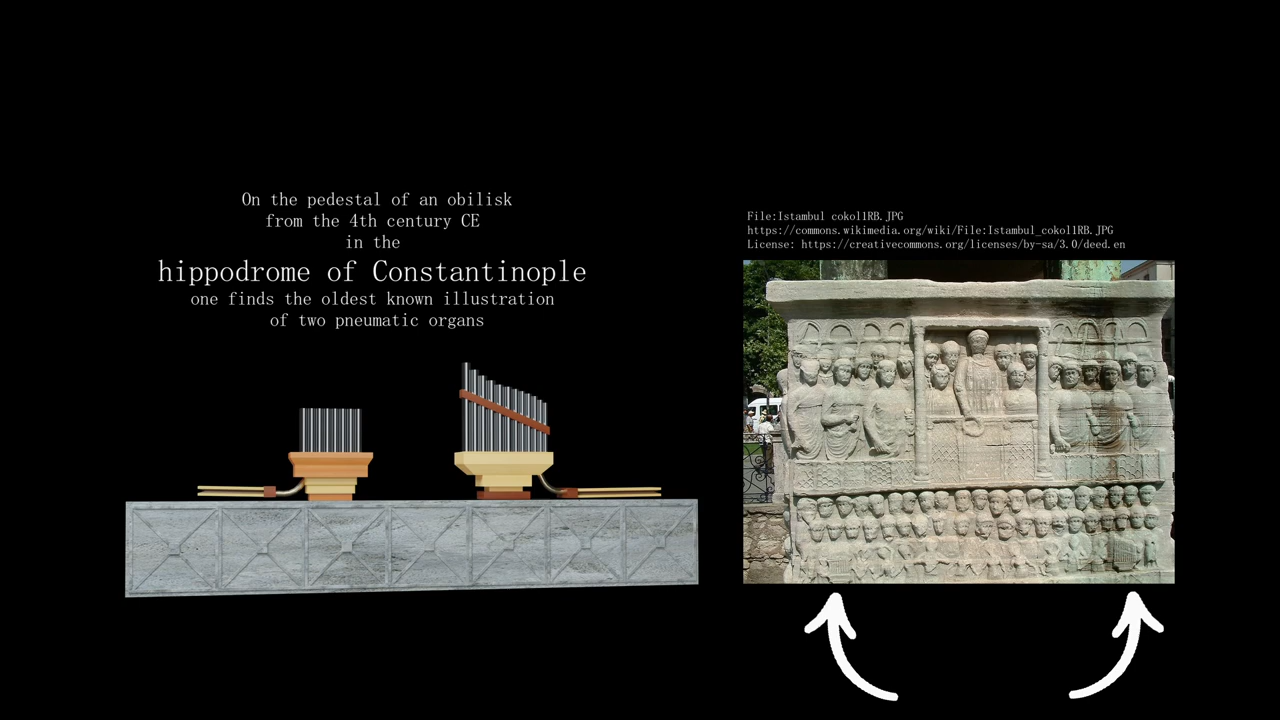 On the pedestal of an obilisk
from the 4th century CE
in the
hippodrome of Constantinople
one finds the oldest known illustration
of two pneumatic organs
File:Istambul cokol1RB.JPG
https://commons.wikimedia.org/wiki/File:Istambul_cokol1RB.JPG
License: https://creativecommons.org/licenses/by-sa/3.0/deed.en